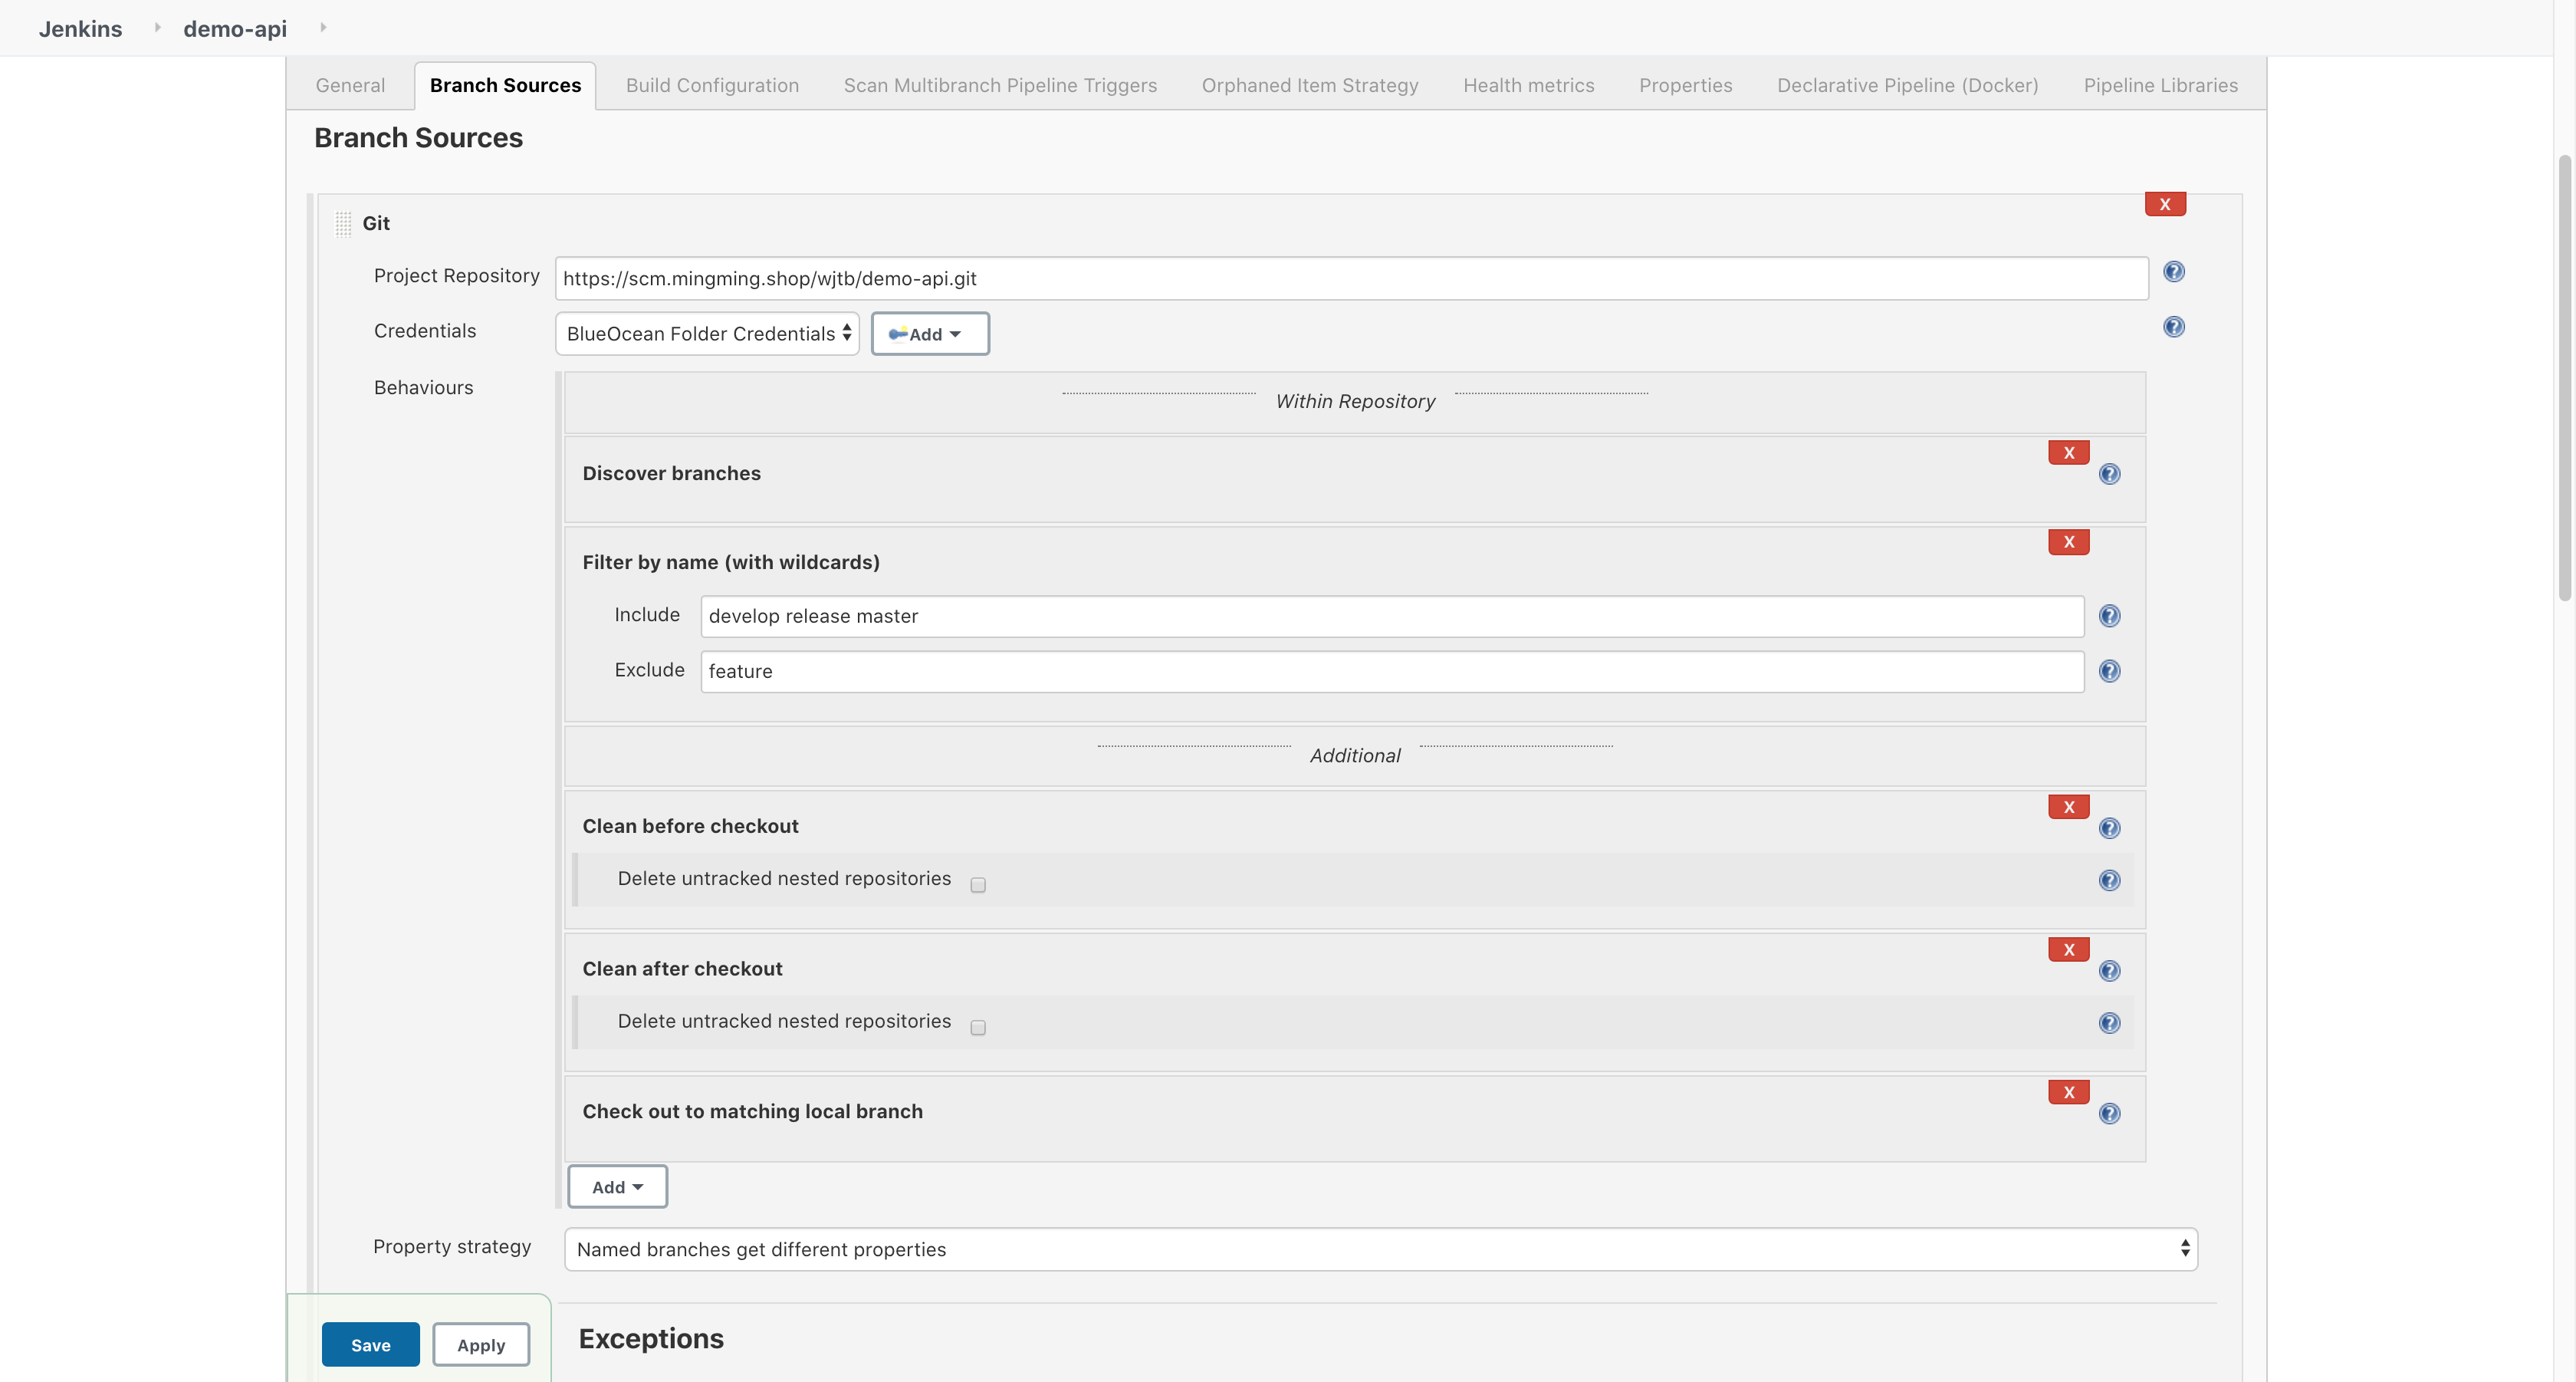 Jenkins demo-api
General Branch Sources Build Configuration Scan Multibranch Pipeline Triggers Orphaned Item Strategy Health metrics Properties Declarative Pipeline (Docker) Pipeline Libraries
Branch Sources
X
Git
Project Repository https://scm.mingming.shop/wjtb/demo-api.git ?
Credentials BlueOcean Folder Credentials Add ?
Behaviours
Within Repository
X
Discover branches ?
X
Filter by name (with wildcards)
Include develop release master ?
Exclude feature ?
Additional
X
Clean before checkout ?
Delete untracked nested repositories ?
X
Clean after checkout ?
Delete untracked nested repositories ?
X
Check out to matching local branch ?
Add
Property strategy Named branches get different properties
Exceptions
Save Apply